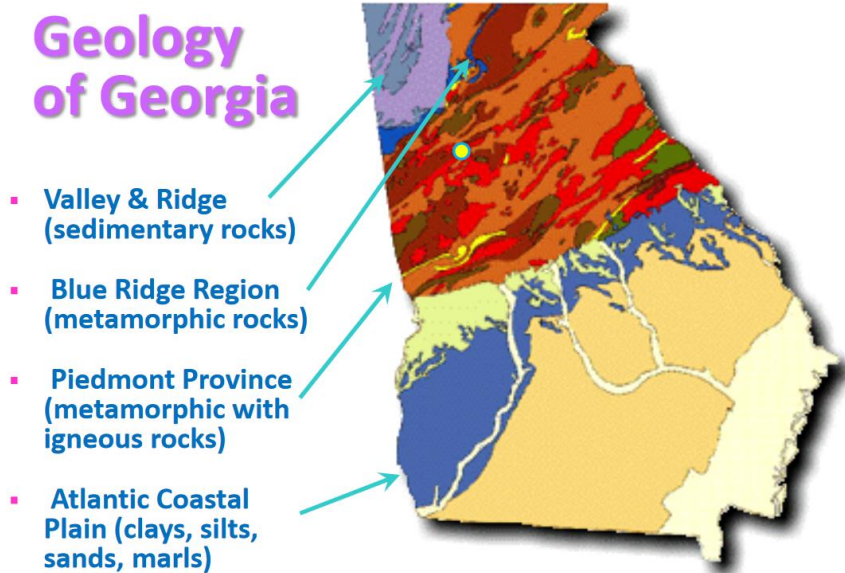 Geology
of Georgia
▪ Valley & Ridge
(sedimentary rocks)
▪ Blue Ridge Region
(metamorphic rocks)
▪ Piedmont Province
(metamorphic with
igneous rocks)
▪ Atlantic Coastal
Plain (clays, silts,
sands, marls)